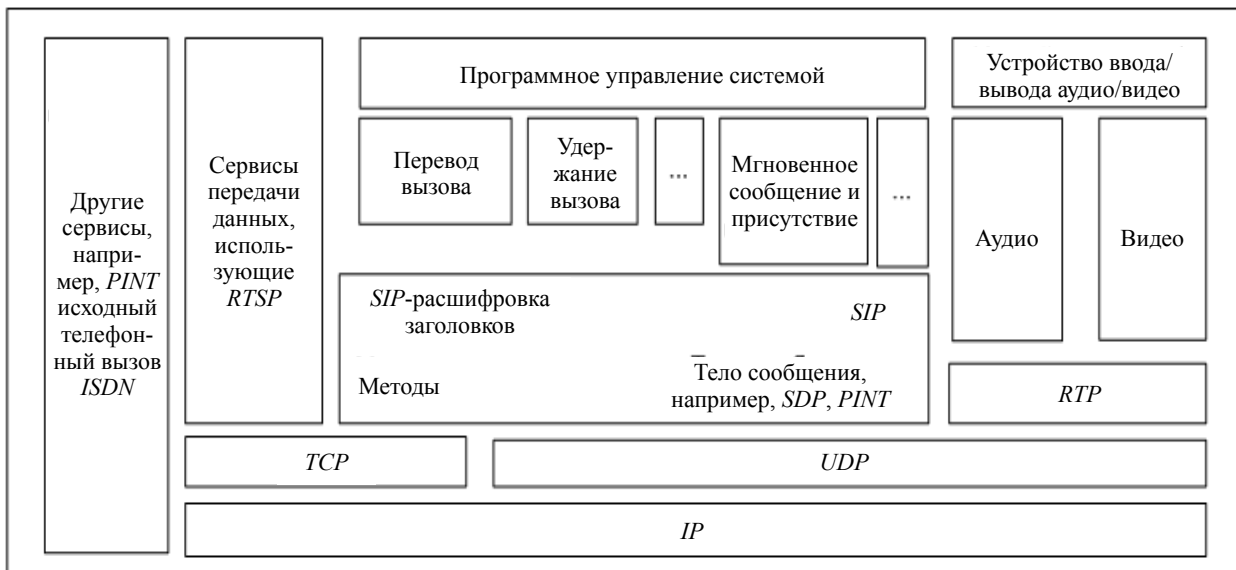 Другие
сервисы,
напри-
мер, PINT
исходный
телефон-
ный вызов
ISDN
Сервисы
передачи
данных,
исполь-
зующие
RTSP
Программное управление системой
Перевод
вызова
Удер-
жание
вызова
...
Мгновенное
сообщение и
присутствие
...
SIP-расшифровка
заголовков
SIP
Методы
Тело сообщения,
например, SDP, PINT
Устройство ввода/
вывода аудио/видео
Аудио
Видео
RTP
TCP
UDP
IP